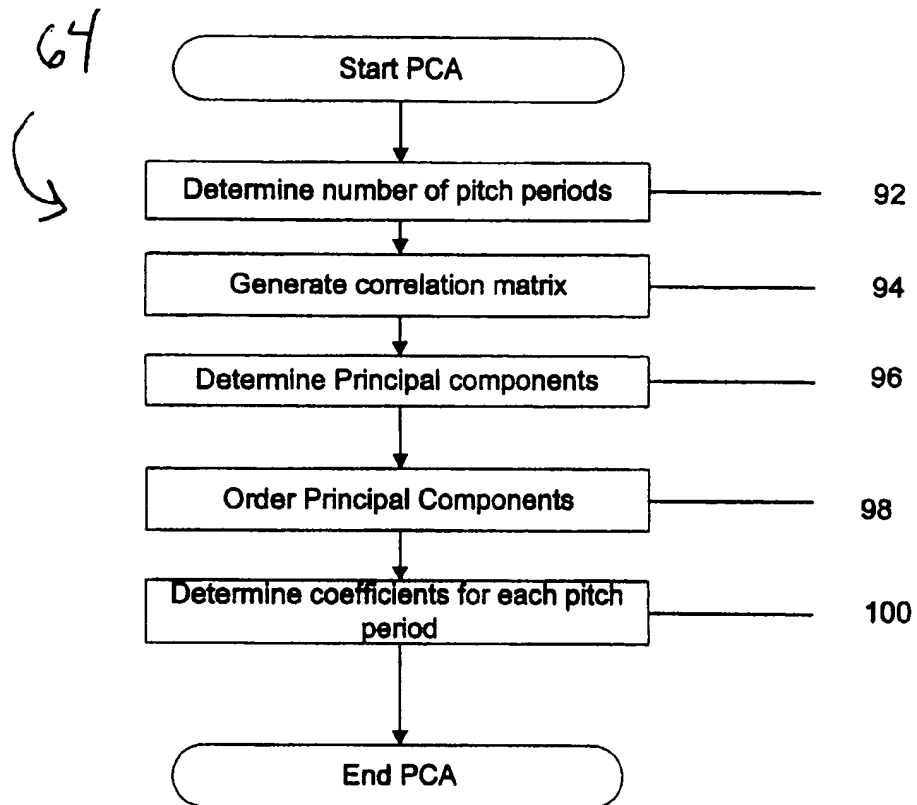 64
Start PCA
Determine number of pitch periods
92
Generate correlation matrix
94
Determine Principal components
96
Order Principal Components
98
Determine coefficients for each pitch
period
100
End PCA